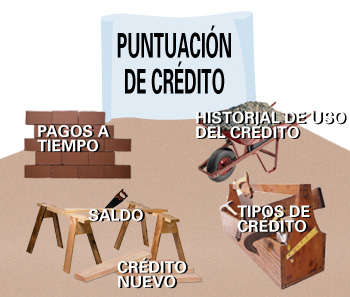 PUNTUACIÓN
DE CRÉDITO
PAGOS A
TIEMPO
HISTORIAL DE USO
DEL CRÉDITO
SALDO
TIPOS DE
CRÉDITO
CRÉDITO
NUEVO